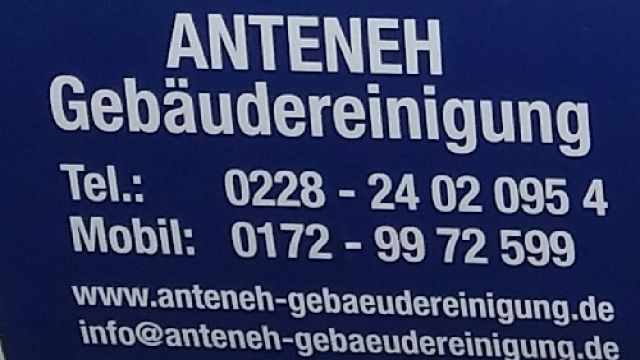 ANTENEH
Gebäudereinigung
Tel.: 0228 - 24 02 095 4
Mobil: 0172 - 99 72 599
www.anteneh-gebaeudereinigung.de
info@anteneh-gebaeudereinigung.de